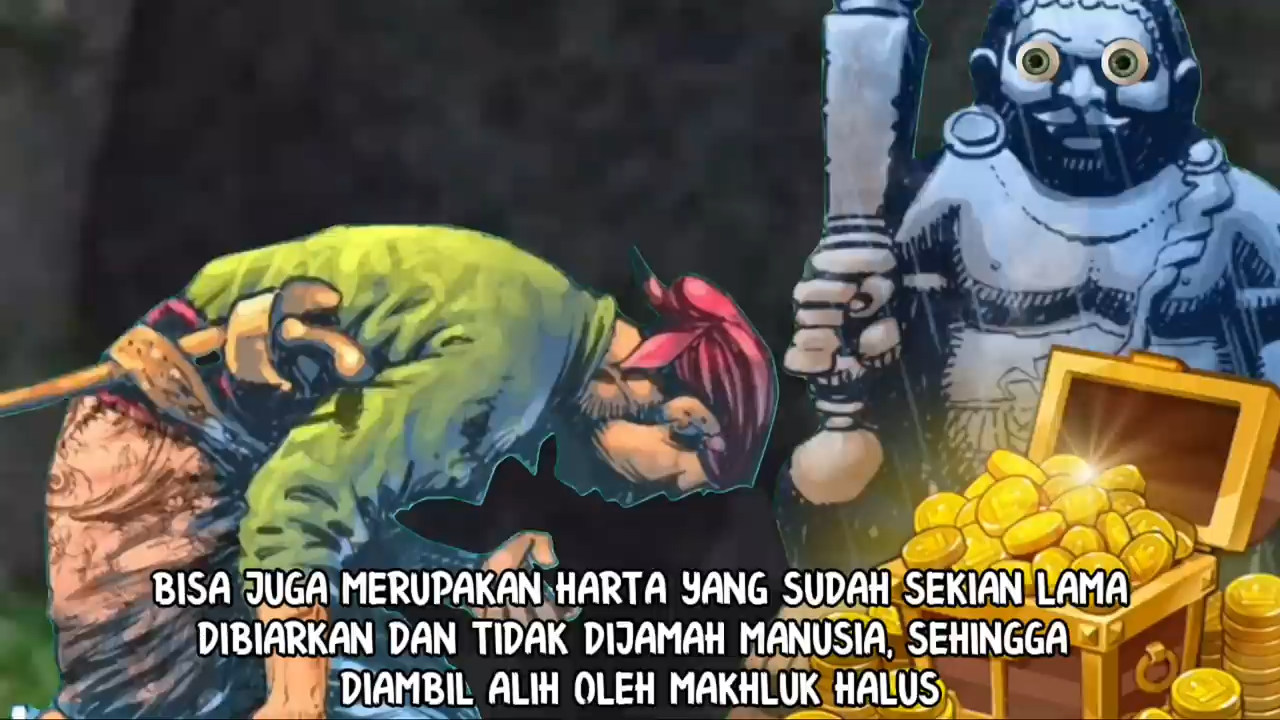 BISA JUGA MERUPAKAN HARTA YANG SUDAH SEKIAN LAMA
DIBIARKAN DAN TIDAK DIJAMAH MANUSIA, SEHINGGA
DIAMBIL ALIH OLEH MAKHLUK HALUS